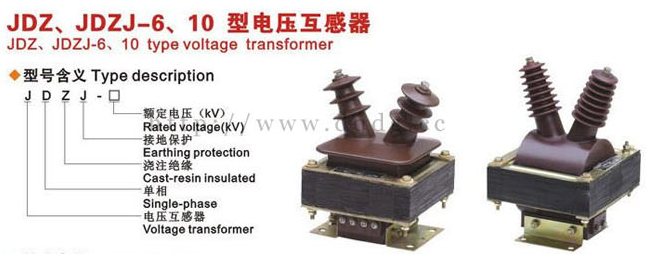 JDZ、JDZJ-6、10 型电压互感器
JDZ、JDZJ-6、10 type voltage transformer
◆型号含义 Type description
J D Z J - □
额定电压（kV）
Rated voltage(kV)
接地保护
Earthing protection
浇注绝缘
Cast-resin insulated
单相
Single-phase
电压互感器
Voltage transformer